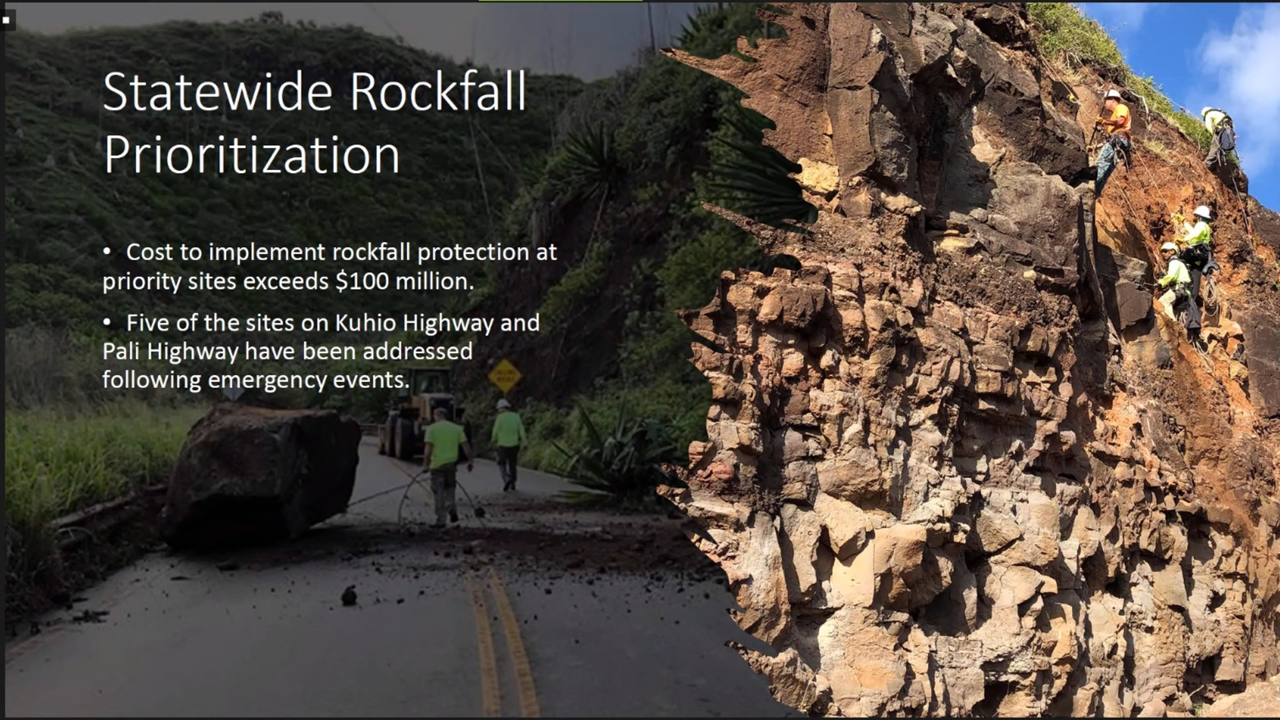 Statewide Rockfall
Prioritization
• Cost to implement rockfall protection at
priority sites exceeds $100 million.
• Five of the sites on Kuhio Highway and
Pali Highway have been addressed
following emergency events.